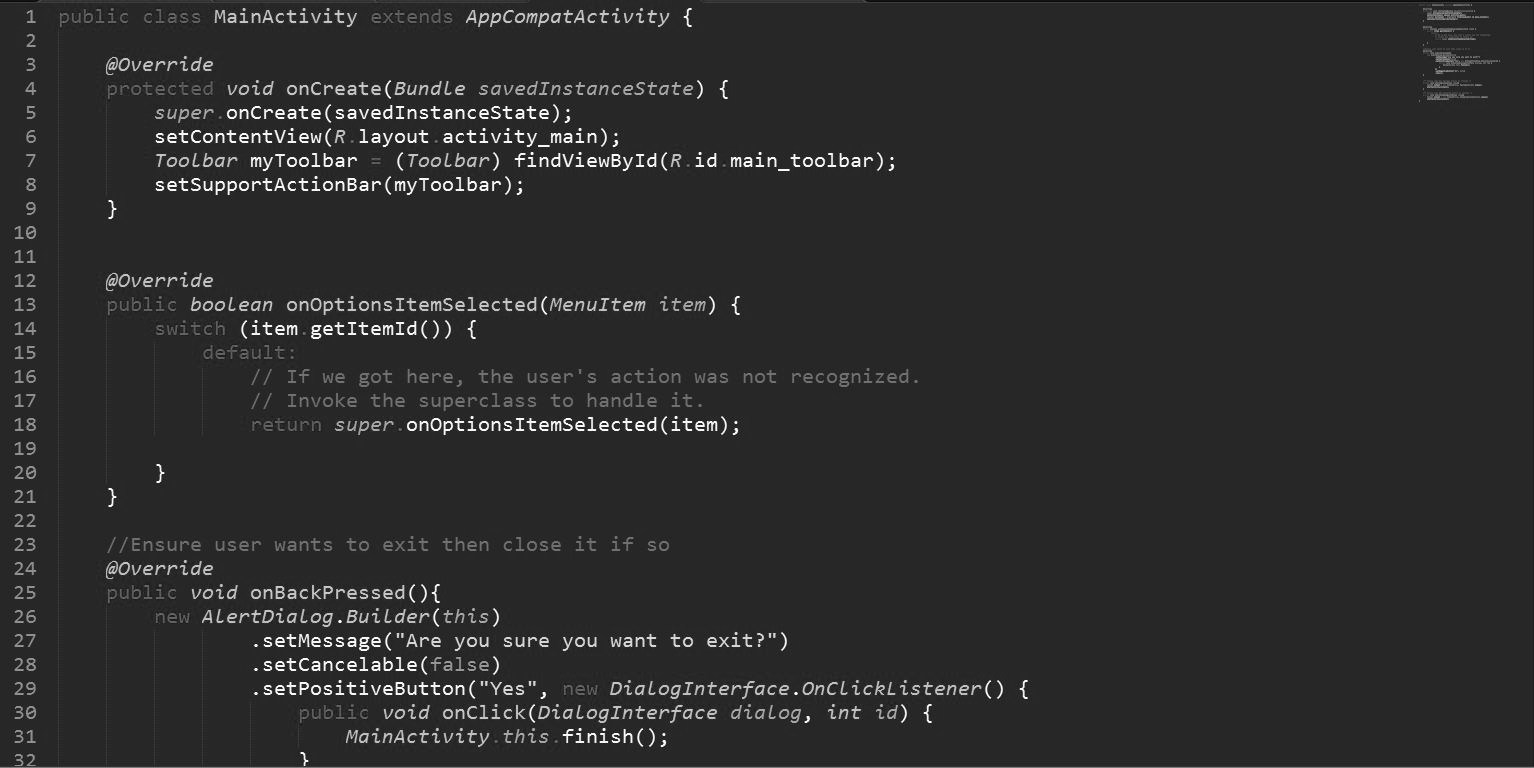 1 public class MainActivity extends AppCompatActivity {
2
3 @Override
4 protected void onCreate(Bundle savedInstanceState) {
5 super.onCreate(savedInstanceState);
6 setContentView(R.layout.activity_main);
7 Toolbar myToolbar = (Toolbar) findViewById(R.id.main_toolbar);
8 setSupportActionBar(myToolbar);
9 }
10
11
12 @Override
13 public boolean onOptionsItemSelected(MenuItem item) {
14 switch (item.getItemId()) {
15 default:
16 // If we got here, the user's action was not recognized.
17 // Invoke the superclass to handle it.
18 return super.onOptionsItemSelected(item);
19
20 }
21 }
22
23 //Ensure user wants to exit then close it if so
24 @Override
25 public void onBackPressed(){
26 new AlertDialog.Builder(this)
27 .setMessage("Are you sure you want to exit?")
28 .setCancelable(false)
29 .setPositiveButton("Yes", new DialogInterface.OnClickListener() {
30 public void onClick(DialogInterface dialog, int id) {
31 MainActivity.this.finish();
32 }